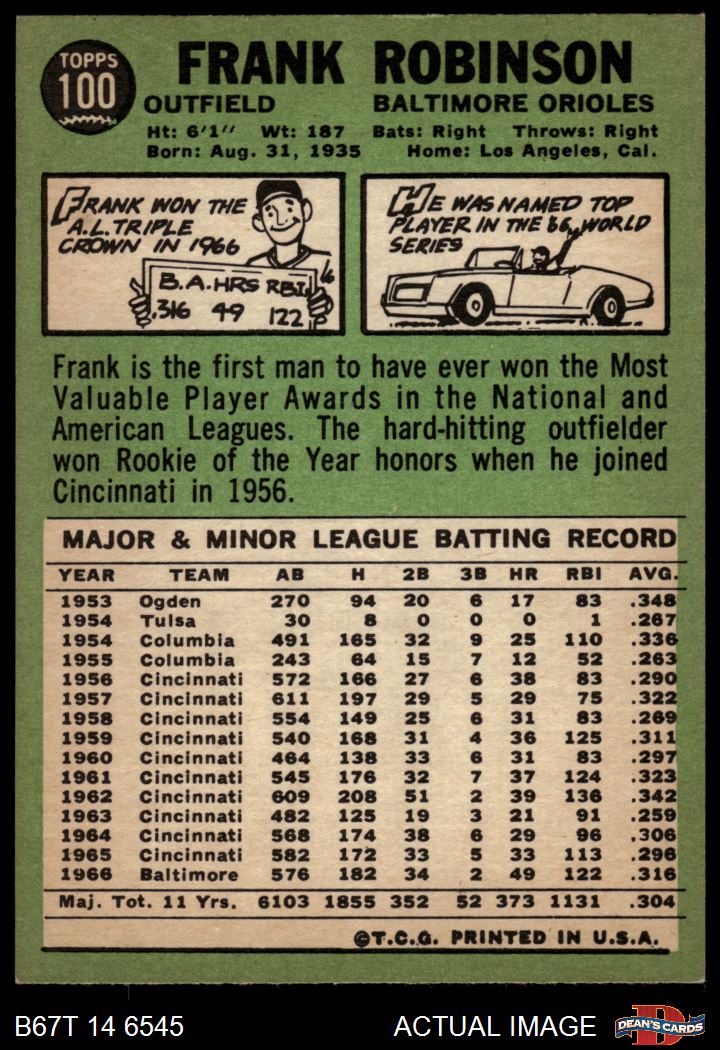 TOPPS
100
FRANK ROBINSON
OUTFIELD BALTIMORE ORIOLES
Ht: 6'1" Wt: 187 Bats: Right Throws: Right
Born: Aug. 31, 1935 Home: Los Angeles, Cal.
FRANK WON THE
A.L. TRIPLE
CROWN IN 1966
B.A. HRS RBI
.316 49 122
HE WAS NAMED TOP
PLAYER IN THE '66 WORLD
SERIES
Frank is the first man to have ever won the Most
Valuable Player Awards in the National and
American Leagues. The hard-hitting outfielder
won Rookie of the Year honors when he joined
Cincinnati in 1956.
MAJOR & MINOR LEAGUE BATTING RECORD
YEAR TEAM AB H 2B 3B HR RBI AVG.
1953 Ogden 270 94 20 6 17 83 .348
1954 Tulsa 30 8 0 0 0 1 .267
1954 Columbia 491 165 32 9 25 110 .336
1955 Columbia 243 64 15 7 12 52 .263
1956 Cincinnati 572 166 27 6 38 83 .290
1957 Cincinnati 611 197 29 5 29 75 .322
1958 Cincinnati 554 149 25 6 31 83 .269
1959 Cincinnati 540 168 31 4 36 125 .311
1960 Cincinnati 464 138 33 6 31 83 .297
1961 Cincinnati 545 176 32 7 37 124 .323
1962 Cincinnati 609 208 51 2 39 136 .342
1963 Cincinnati 482 125 19 3 21 91 .259
1964 Cincinnati 568 174 38 6 29 96 .306
1965 Cincinnati 582 172 33 5 33 113 .296
1966 Baltimore 576 182 34 2 49 122 .316
Maj. Tot. 11 Yrs. 6103 1855 352 52 373 1131 .304
©T.C.G. PRINTED IN U.S.A.
B67T 14 6545 ACTUAL IMAGE DEAN'S CARDS